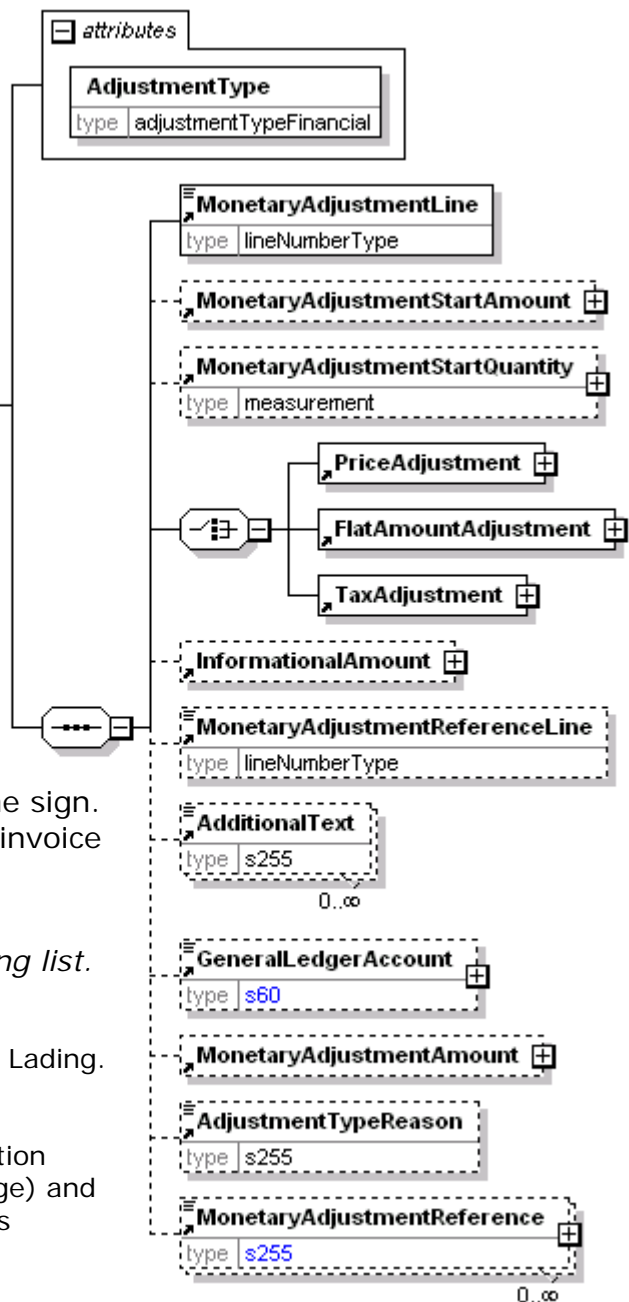 attributes
AdjustmentType
type adjustmentTypeFinancial
MonetaryAdjustmentLine
type lineNumberType
MonetaryAdjustmentStartAmount
MonetaryAdjustmentStartQuantity
type measurement
PriceAdjustment
FlatAmountAdjustment
TaxAdjustment
InformationalAmount
MonetaryAdjustmentReferenceLine
type lineNumberType
e sign.
invoice
AdditionalText
type s255
0..∞
ng list.
GeneralLedgerAccount
type s60
Lading.
MonetaryAdjustmentAmount
AdjustmentTypeReason
type s255
tion
ge) and
s
MonetaryAdjustmentReference
type s255
0..∞